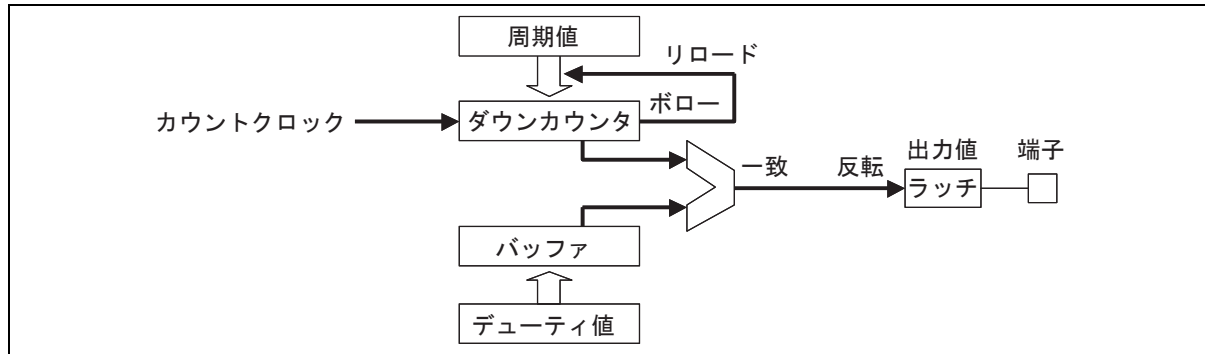 周期値
リロード
ボロー
カウントクロック
ダウンカウンタ
一致
反転
出力値
端子
ラッチ
バッファ
デューティ値